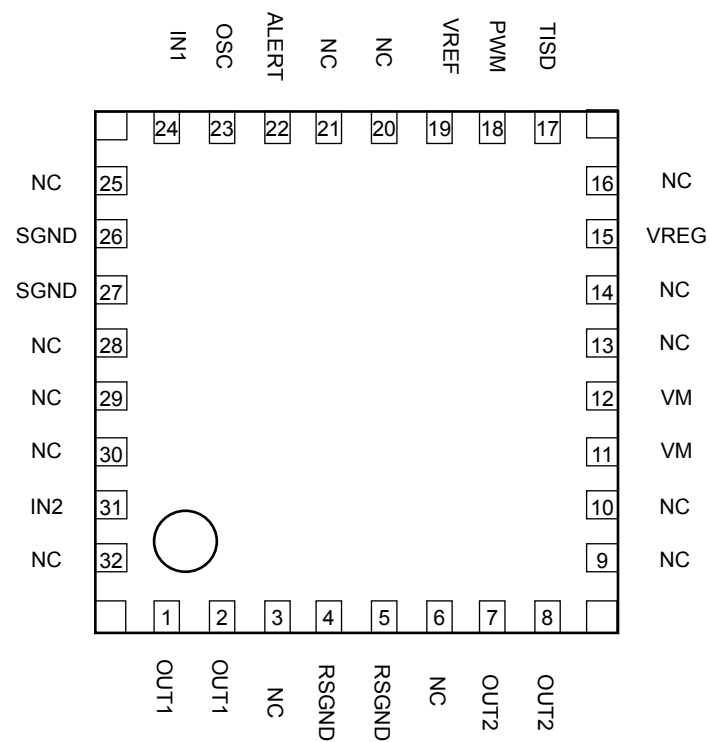 IN1 OSC ALERT NC NC VREF PWM TISD
24 23 22 21 20 19 18 17
NC 25 16 NC
SGND 26 15 VREG
SGND 27 14 NC
NC 28 13 NC
NC 29 12 VM
NC 30 11 VM
IN2 31 10 NC
NC 32 9 NC
1 2 3 4 5 6 7 8
OUT1 OUT1 NC RSGND RSGND NC OUT2 OUT2